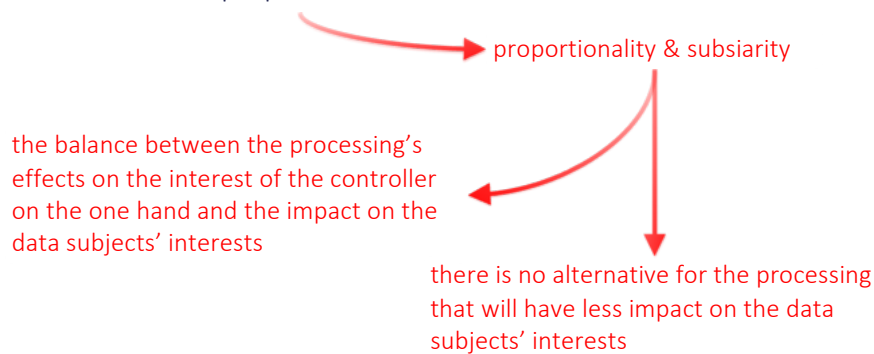 proportionality & subsiarity
the balance between the processing’s
effects on the interest of the controller
on the one hand and the impact on the
data subjects’ interests
there is no alternative for the processing
that will have less impact on the data
subjects’ interests